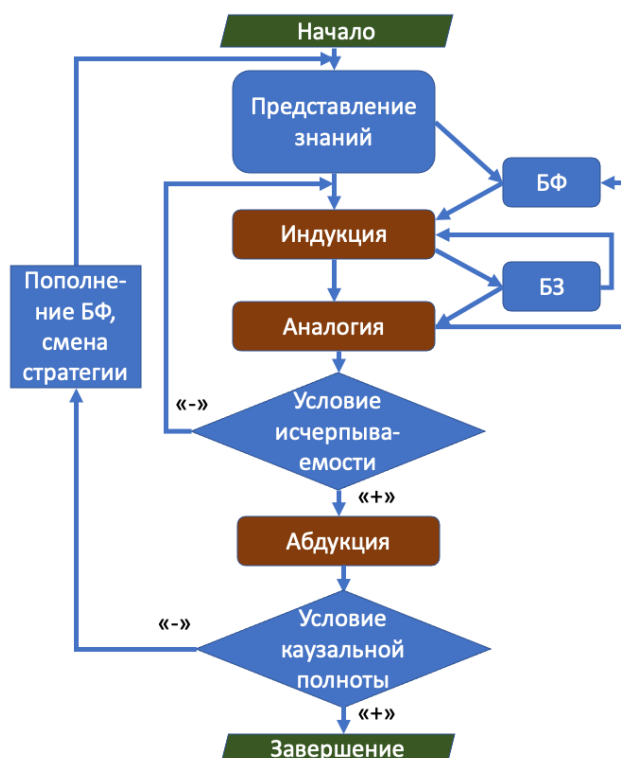 Начало
Представление
знаний
БФ
Индукция
БЗ
Пополне-
ние БФ,
смена
стратегии
Аналогия
«-»
Условие
исчерпыва-
емости
«+»
Абдукция
«-»
Условие
каузальной
полноты
«+»
Завершение